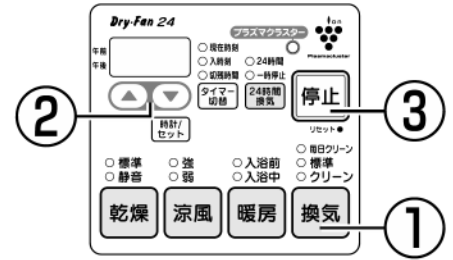 Dry·Fan 24
Ion
プラズマクラスター
Plasmacluster
午前
午後
現在時刻
入時刻
切残時間
24時間
一時停止
タイマー
切替
24時間
換気
停止
時計/
セット
リセット
② 
③
標準
静音
強
弱
入浴前
入浴中
毎日クリーン
標準
クリーン
乾燥
涼風
暖房
換気
①